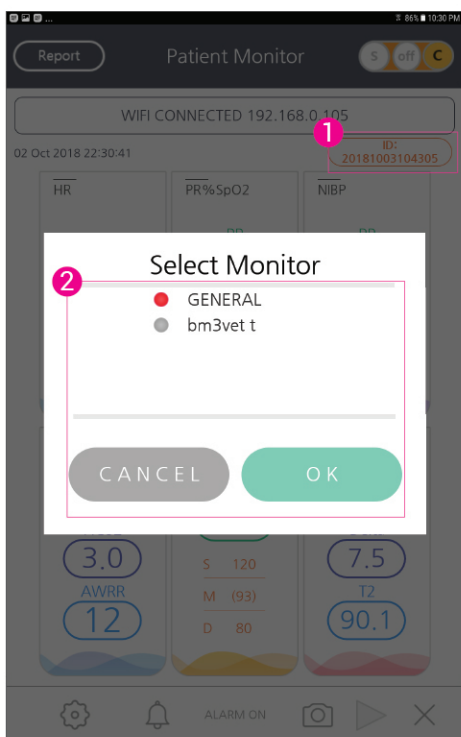 ... 86% 10:30 PM
Report Patient Monitor S off C
WIFI CONNECTED 192.168.0.105
1
02 Oct 2018 22:30:41
ID:
20181003104305
HR PR%SpO2 NIBP
Select Monitor
2
GENERAL
bm3vet t
CANCEL OK
3.0 S 120 7.5
AWRR M (93) T2
12 D 80 90.1
ALARM ON